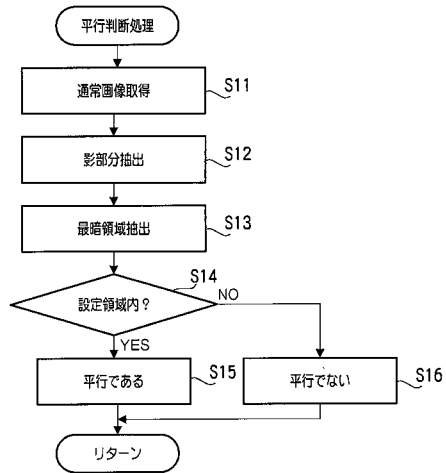 平行判断処理
通常画像取得
S11
影部分抽出
S12
最暗領域抽出
S13
設定領域内?
S14
NO
YES
平行である
S15
平行でない
S16
リターン